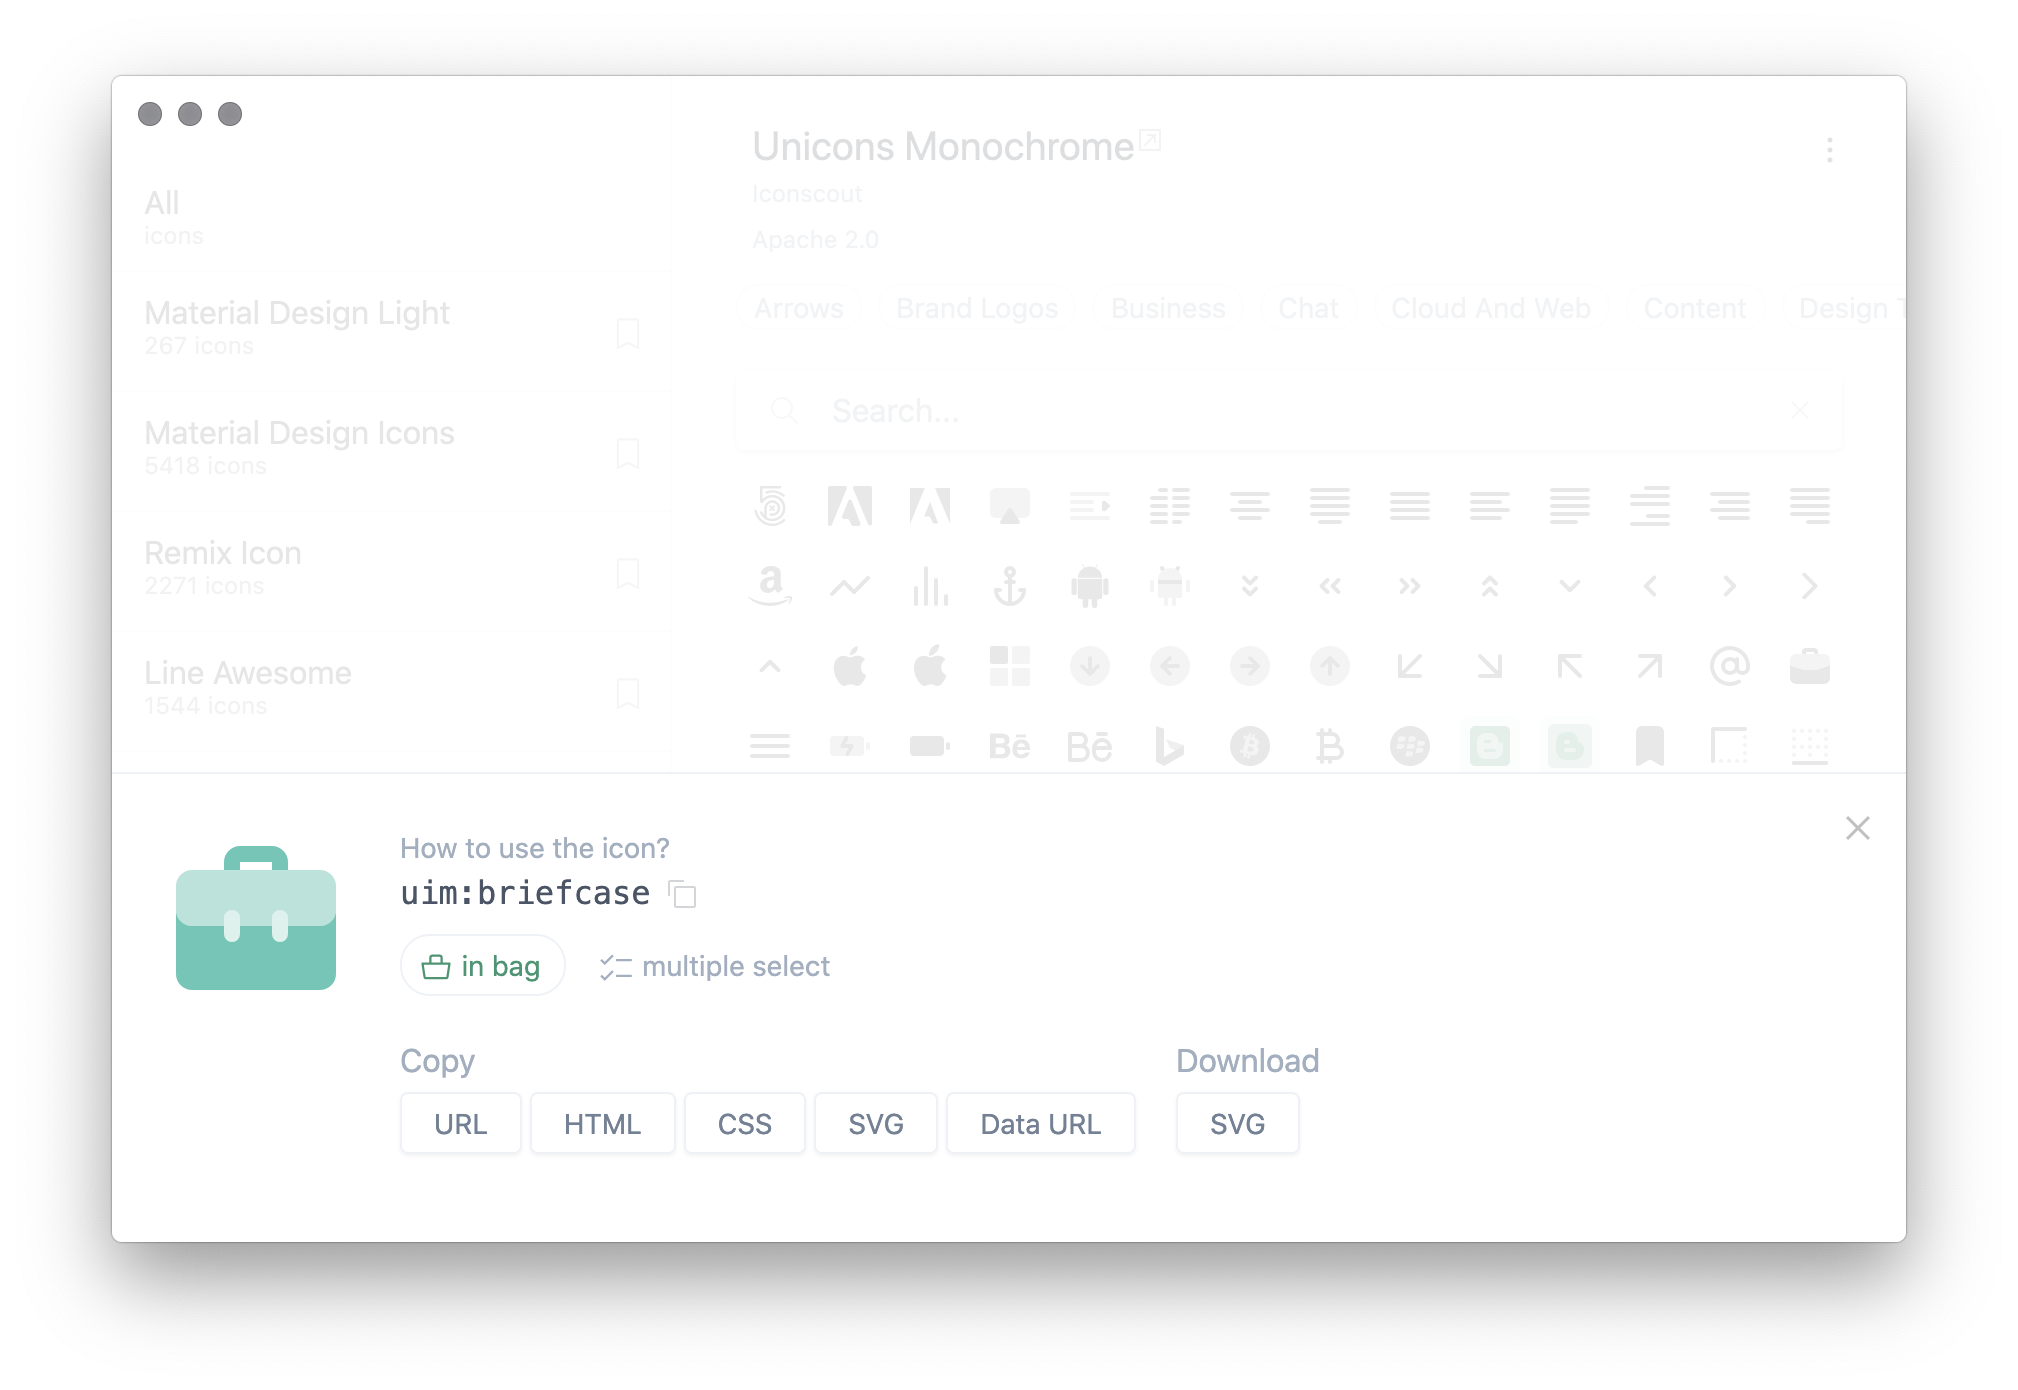 All
icons
Material Design Light
267 icons
Material Design Icons
5418 icons
Remix Icon
2271 icons
Line Awesome
1544 icons
Unicons Monochrome
Iconscout
Apache 2.0
Arrows Brand Logos Business Chat Cloud And Web Content Design T
Search...
How to use the icon?
uim:briefcase
in bag multiple select
Copy Download
URL HTML CSS SVG Data URL SVG